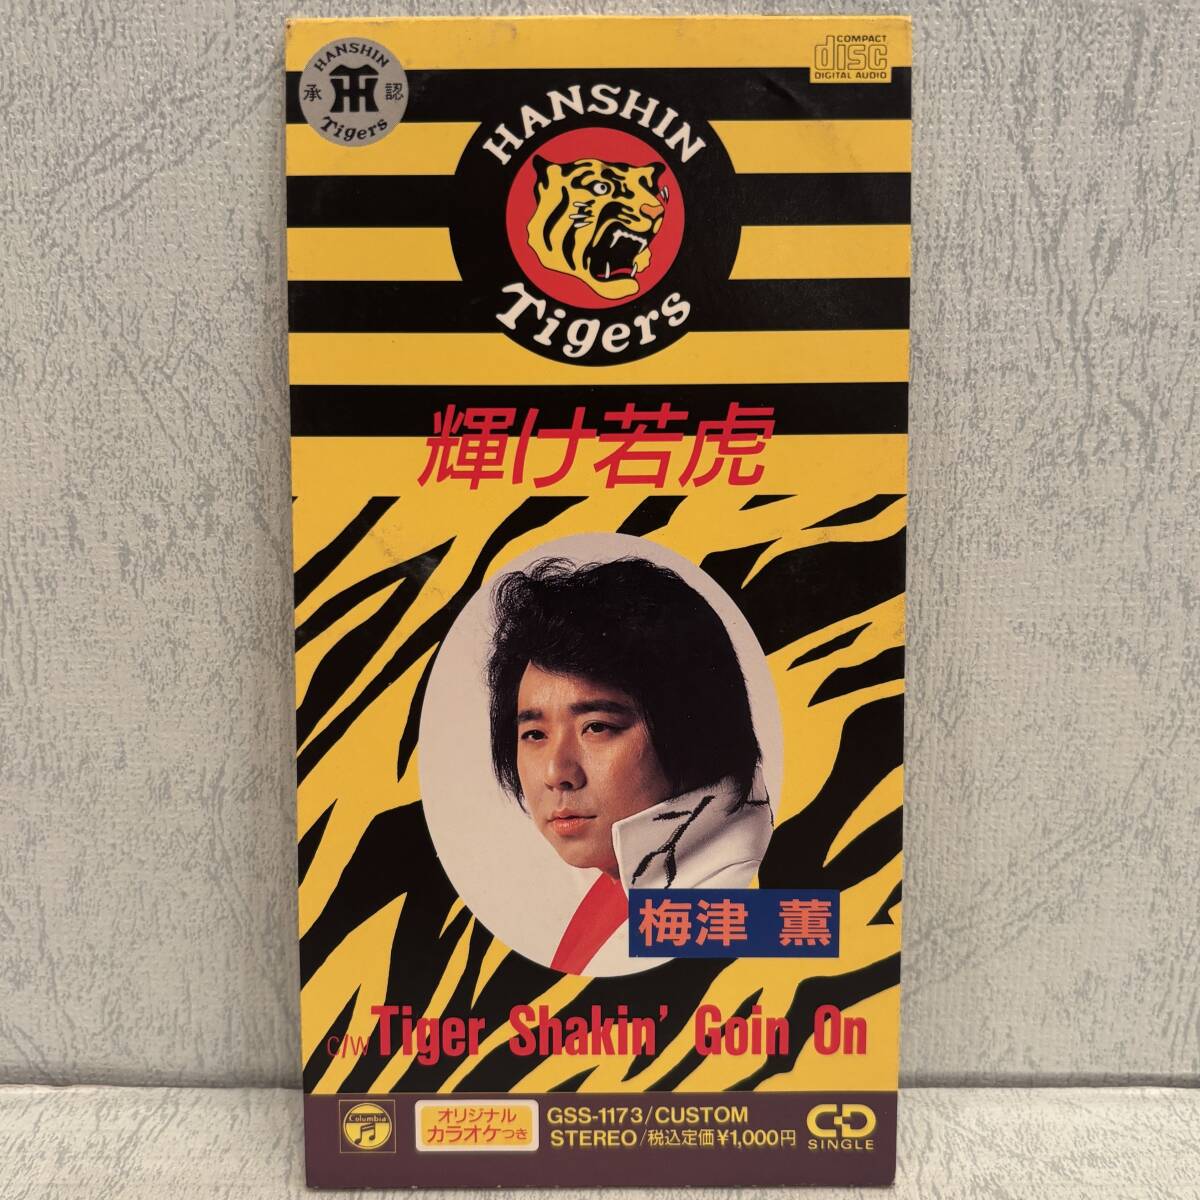 HANSHIN
承 認
Tigers
COMPACT
disc
DIGITAL AUDIO
HANSHIN
Tigers
輝け若虎
梅津 薫
C/W Tiger Shakin' Goin On
Columbia
オリジナル
カラオケつき
GSS-1173/CUSTOM
STEREO/税込定価¥1,000円
CD
SINGLE